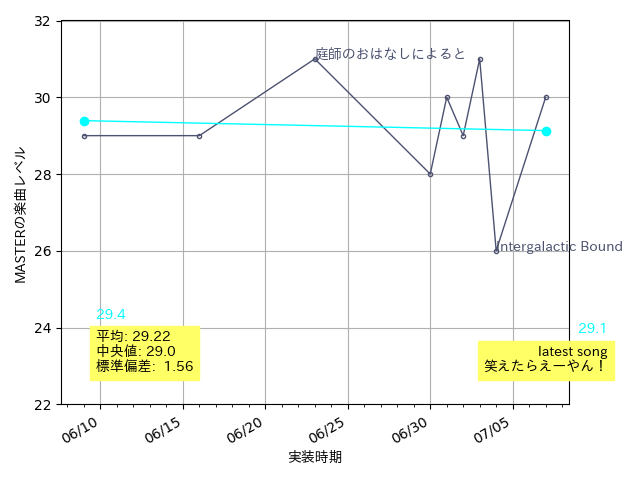 32
庭師のおはなしによると
30
28
MASTERの楽曲レベル
26
Intergalactic Bound
29.4
24
29.1
平均: 29.22
中央値: 29.0
標準偏差: 1.56
latest song
笑えたらえーやん！
22
06/10
06/15
06/20
06/25
06/30
07/05
実装時期